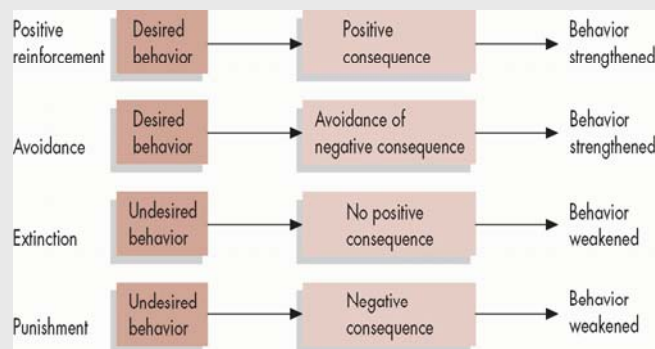 Positive
reinforcement
Desired
behavior
Positive
consequence
Behavior
strengthened
Avoidance
Desired
behavior
Avoidance of
negative consequence
Behavior
strengthened
Extinction
Undesired
behavior
No positive
consequence
Behavior
weakened
Punishment
Undesired
behavior
Negative
consequence
Behavior
weakened